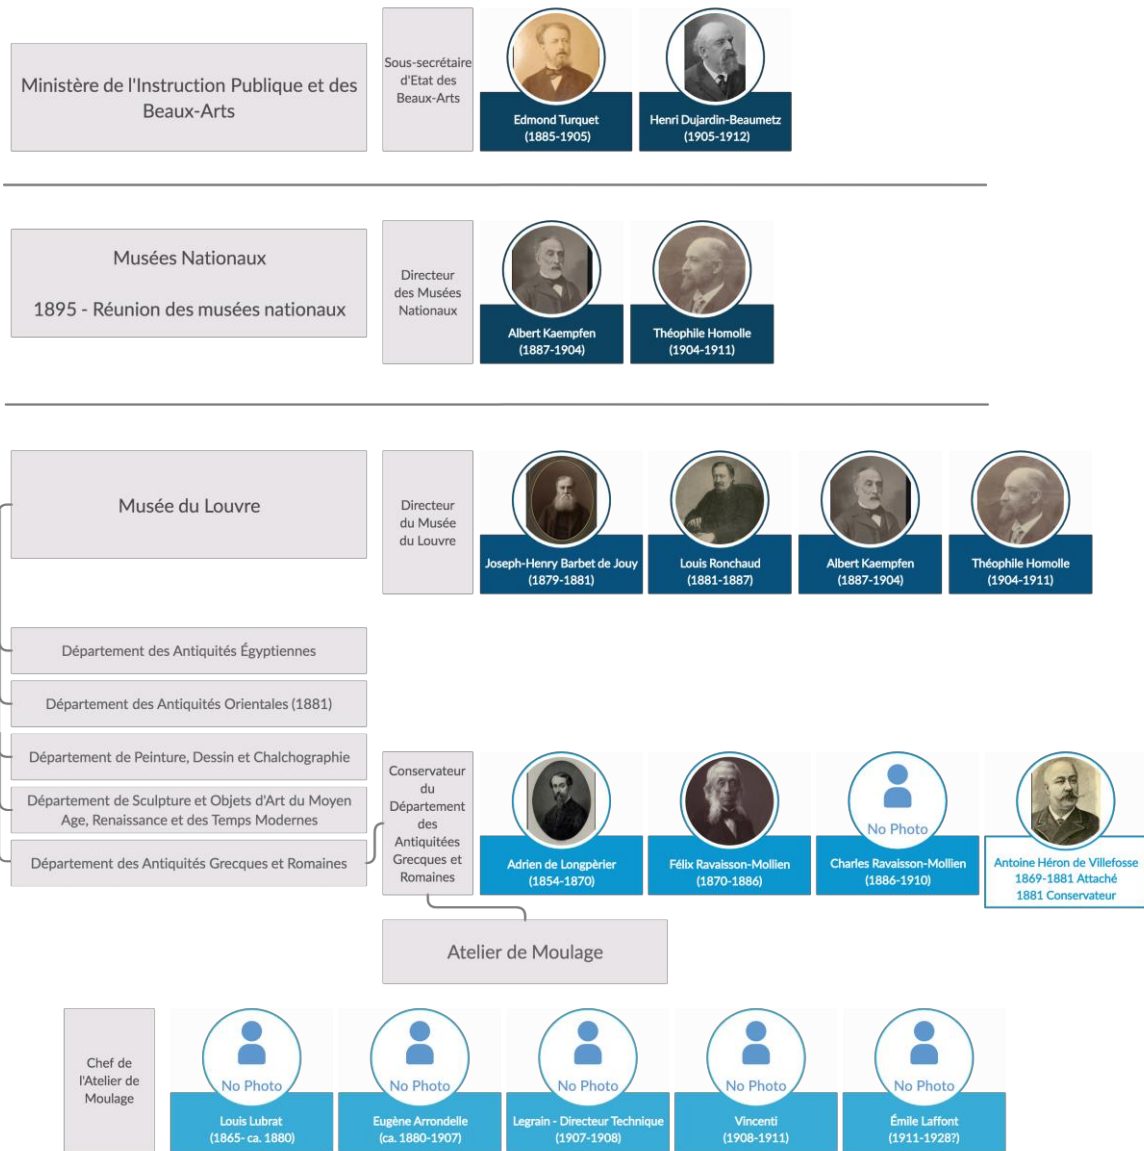 Ministère de l'Instruction Publique et des
Beaux-Arts
Sous-secrétaire
d'Etat des
Beaux-Arts
Edmond Turquet
(1885-1905)
Henri Dujardin-Beaumetz
(1905-1912)
Musées Nationaux
1895 - Réunion des musées nationaux
Directeur
des Musées
Nationaux
Albert Kaempfen
(1887-1904)
Théophile Homolle
(1904-1911)
Musée du Louvre
Directeur
du Musée
du Louvre
Joseph-Henry Barbet de Jouy
(1879-1881)
Louis Ronchaud
(1881-1887)
Albert Kaempfen
(1887-1904)
Théophile Homolle
(1904-1911)
Département des Antiquités Égyptiennes
Département des Antiquités Orientales (1881)
Département de Peinture, Dessin et Chalchographie
Département de Sculpture et Objets d'Art du Moyen
Age, Renaissance et des Temps Modernes
Département des Antiquités Grecques et Romaines
Conservateur
du
Département
des
Antiquitées
Grecques et
Romaines
Adrien de Longpèrier
(1854-1870)
Félix Ravaisson-Mollien
(1870-1886)
No Photo
Charles Ravaisson-Mollien
(1886-1910)
Antoine Héron de Villefosse
1869-1881 Attaché
1881 Conservateur
Atelier de Moulage
Chef de
l'Atelier de
Moulage
No Photo
Louis Lubrat
(1865- ca. 1880)
No Photo
Eugène Arrondelle
(ca. 1880-1907)
No Photo
Legrain - Directeur Technique
(1907-1908)
No Photo
Vincenti
(1908-1911)
No Photo
Émile Laffont
(1911-1928?)